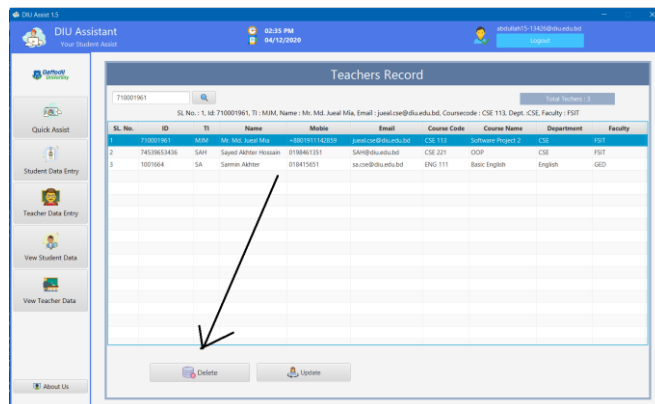 DIU Assist 1.5
DIU Assistant
Your Student Assist
02:35 PM
04/12/2020
abdullah15-13426@diu.edu.bd
Logout
Daffodil
University
Quick Assist
Student Data Entry
Teacher Data Entry
Vew Student Data
Vew Teacher Data
About Us
Teachers Record
710001961
Total Techers : 3
SL No. : 1, Id: 710001961, TI : MJM, Name : Mr. Md. Jueal Mia, Email : jueal.cse@diu.edu.bd, Coursecode : CSE 113, Dept. :CSE, Faculty : FSIT
SL. No. ID TI Name Moble Email Course Code Course Name Department Faculty
1 710001961 MJM Mr. Md. Jueal Mia +8801911142859 jueal.cse@diu.edu.bd CSE 113 Software Project 2 CSE FSIT
2 74539653436 SAH Sayed Akhter Hossain 0198461351 SAH@diu.edu.bd CSE 221 OOP CSE FSIT
3 1001664 SA Sarmin Akhter 018415651 sa.cse@diu.edu.bd ENG 111 Basic English English GED
Delete
Update